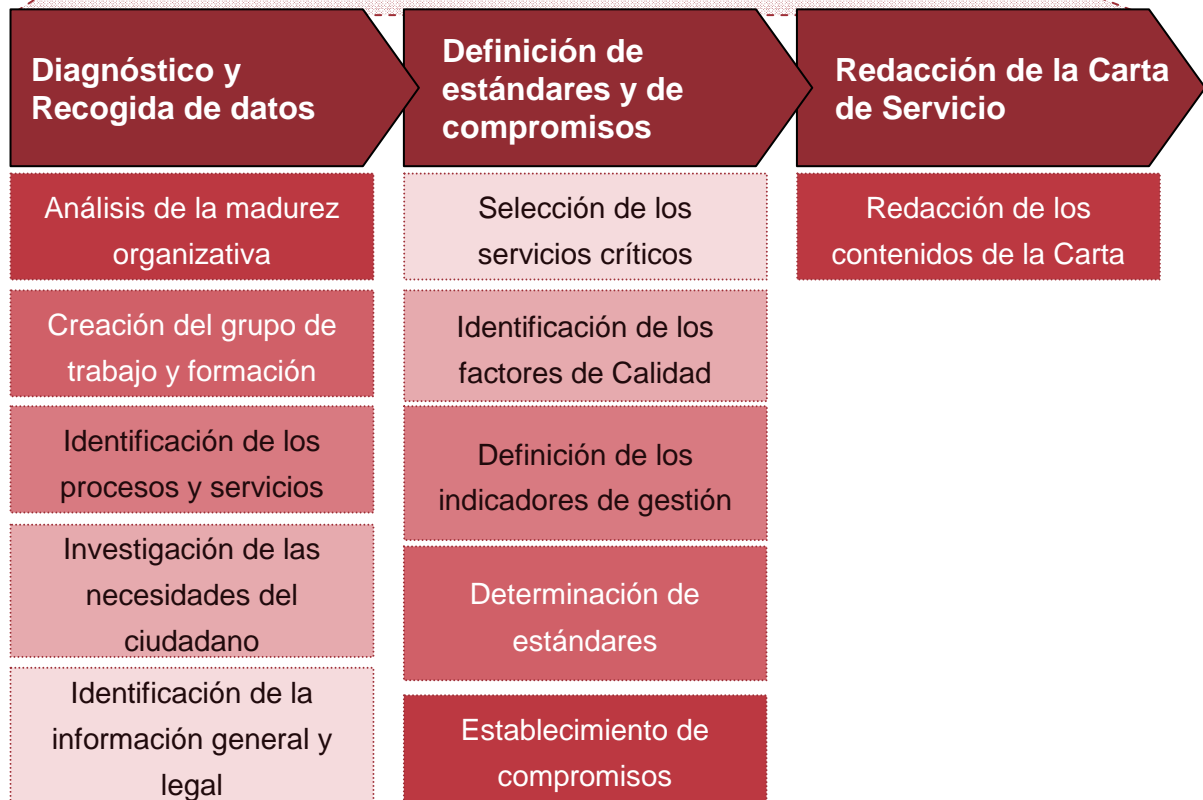 Diagnóstico y
Recogida de datos
Análisis de la madurez
organizativa
Creación del grupo de
trabajo y formación
Identificación de los
procesos y servicios
Investigación de las
necesidades del
ciudadano
Identificación de la
información general y
legal
Definición de
estándares y de
compromisos
Selección de los
servicios críticos
Identificación de los
factores de Calidad
Definición de los
indicadores de gestión
Determinación de
estándares
Establecimiento de
compromisos
Redacción de la Carta
de Servicio
Redacción de los
contenidos de la Carta